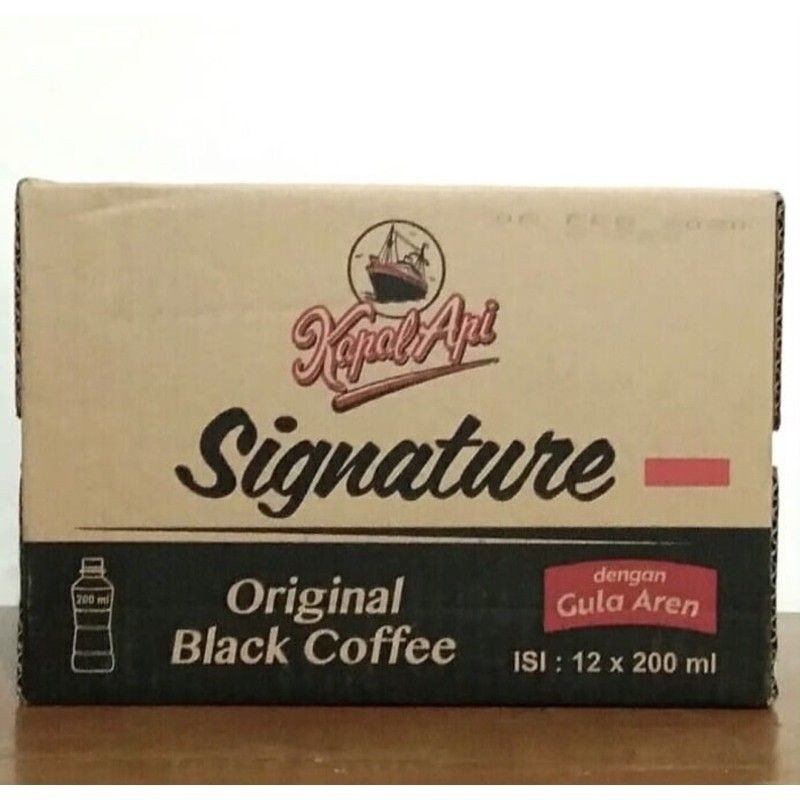 Kapal Api
Signature
200 ml
Original
Black Coffee
dengan
Gula Aren
ISI : 12 x 200 ml